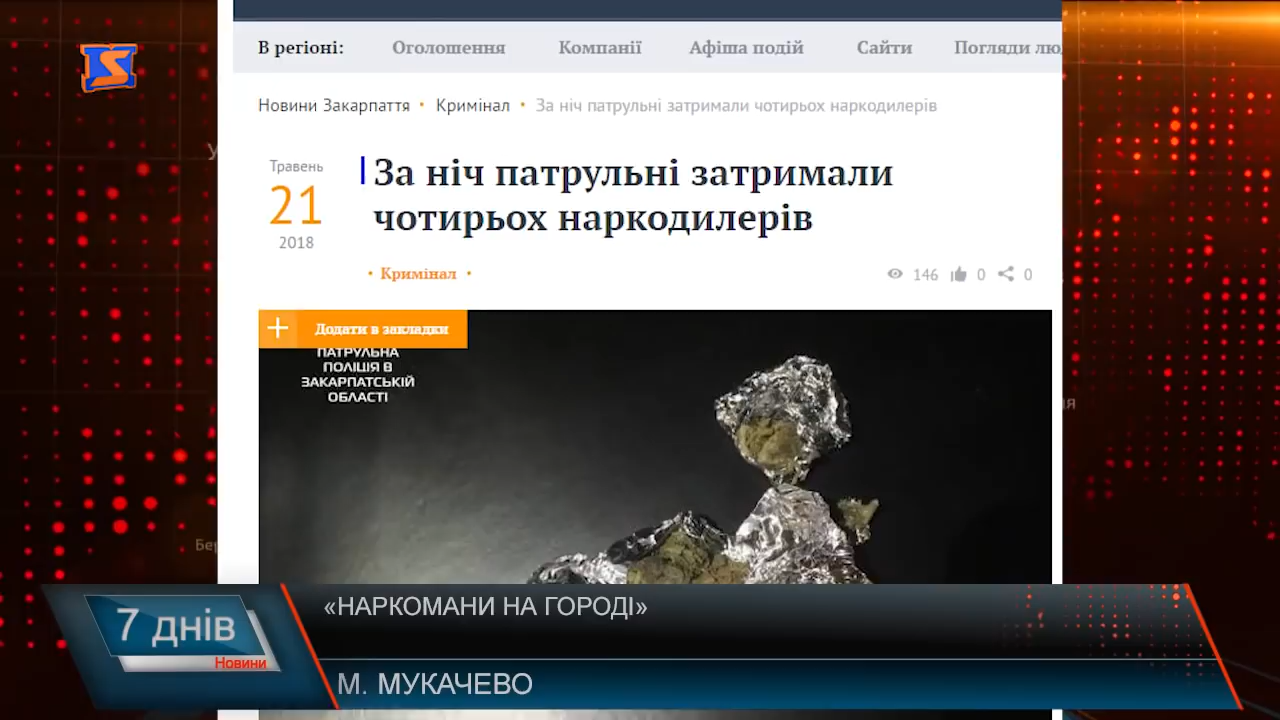 В регіоні: Оголошення Компанії Афіша подій Сайти Погляди
Новини Закарпаття • Кримінал • За ніч патрульні затримали чотирьох наркодилерів
Травень
21
2018
За ніч патрульні затримали
чотирьох наркодилерів
• Кримінал •
146 0 0
+ Додати в закладки
ПАТРУЛЬНА
ПОЛІЦІЯ В
ЗАКАРПАТСЬКІЙ
ОБЛАСТІ
7 днів
Новини
«НАРКОМАНИ НА ГОРОДІ»
М. МУКАЧЕВО